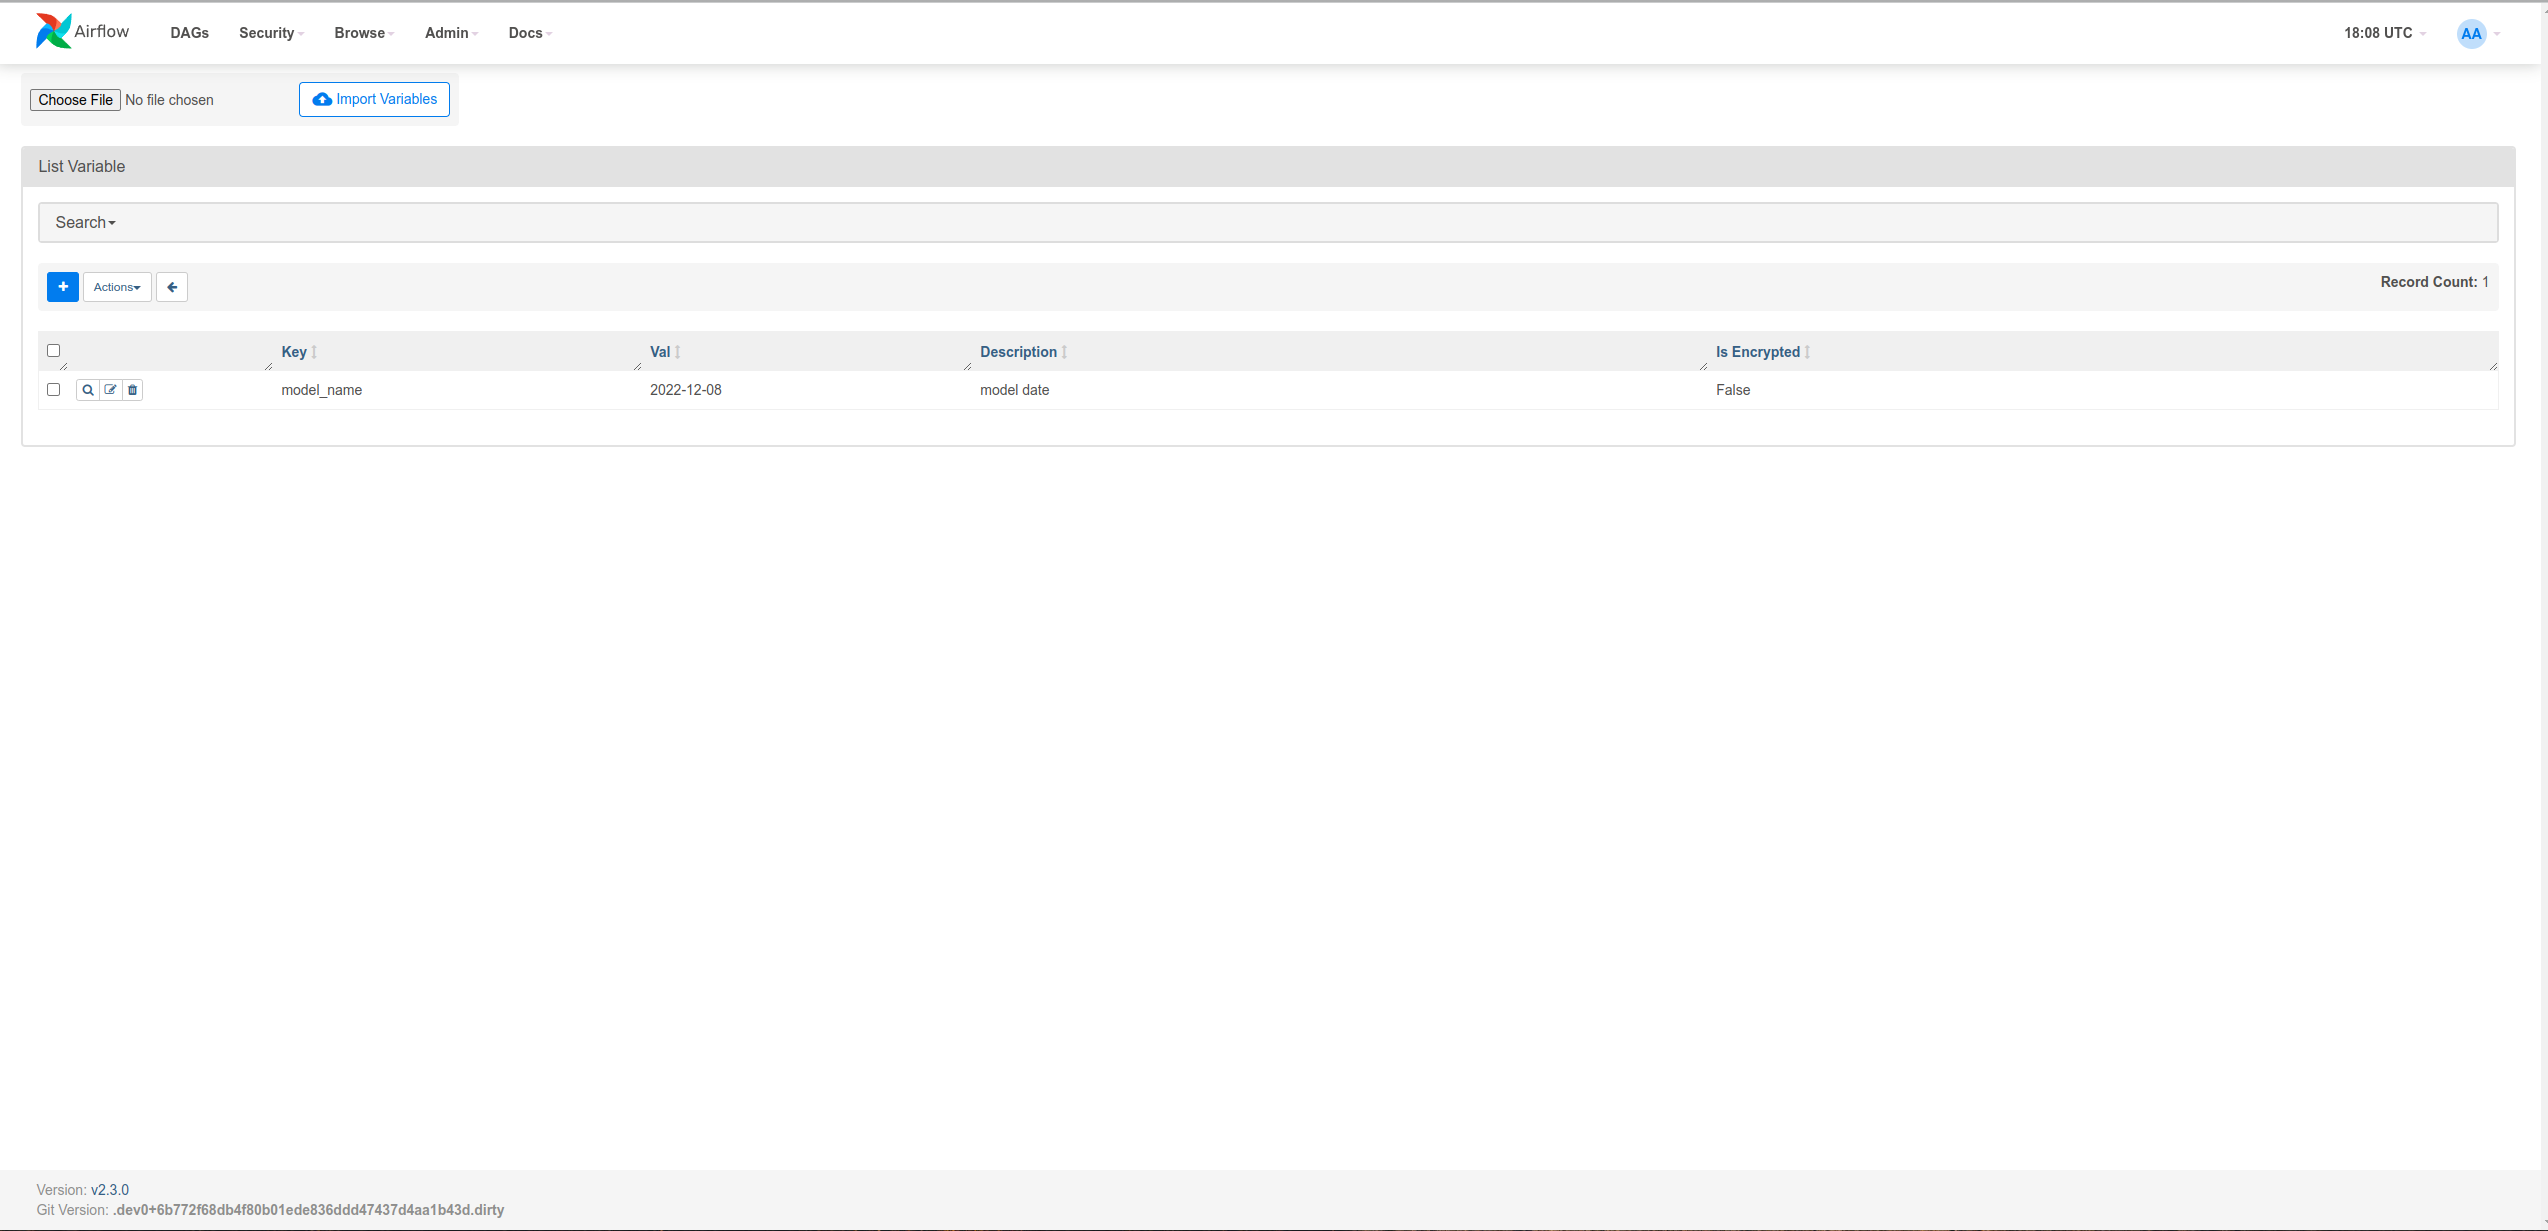 Airflow DAGs Security Browse Admin Docs 18:08 UTC AA
Choose File No file chosen Import Variables
List Variable
Search
+ Actions Record Count: 1
Key Val Description Is Encrypted
model_name 2022-12-08 model date False
Version: v2.3.0
Git Version: .dev0+6b772f68db4f80b01ede836ddd47437d4aa1b43d.dirty